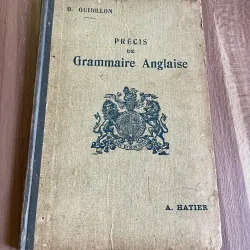 G. GUIBILLON
PRÉCIS
DE
Grammaire Anglaise
A. HATIER